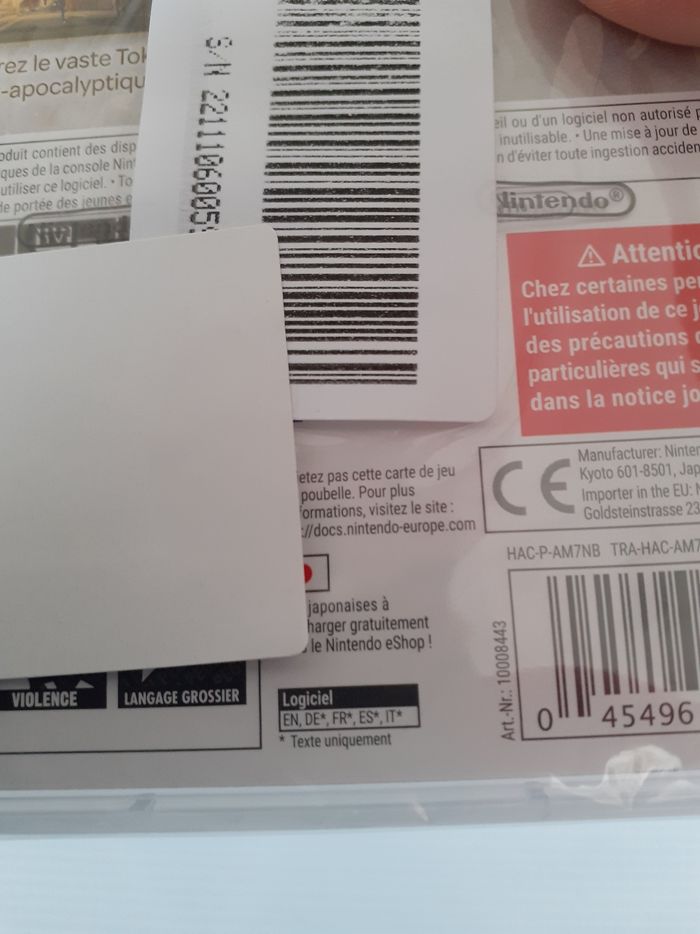 rez le vaste Tok
-apocalyptiqu
oduit contient des disp
ques de la console Nin
utiliser ce logiciel. • To
de portée des jeunes e
S/N 2211106005
eil ou d'un logiciel non autorisé p
inutilisable. • Une mise à jour de
n d'éviter toute ingestion acciden
Nintendo®
⚠ Attentio
Chez certaines per
l'utilisation de ce j
des précautions
particulières qui s
dans la notice jo
etez pas cette carte de jeu
poubelle. Pour plus
formations, visitez le site :
://docs.nintendo-europe.com
CE
Manufacturer: Ninten
Kyoto 601-8501, Jap
Importer in the EU: N
Goldsteinstrasse 23
HAC-P-AM7NB TRA-HAC-AM7
japonaises à
harger gratuitement
le Nintendo eShop !
Art.-Nr.: 10008443
0 45496
VIOLENCE
LANGAGE GROSSIER
Logiciel
EN, DE*, FR*, ES*, IT*
* Texte uniquement